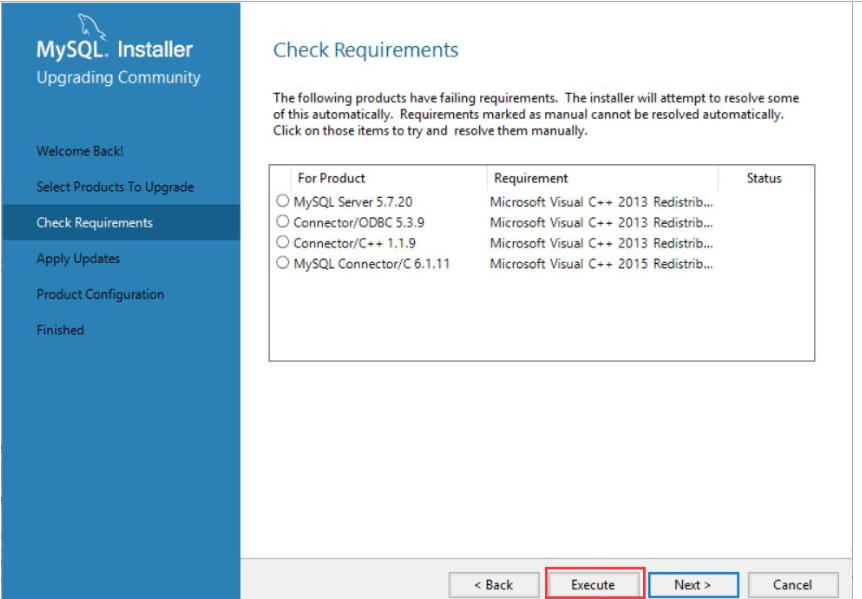 MySQL. Installer
Upgrading Community
Welcome Back!
Select Products To Upgrade
Check Requirements
Apply Updates
Product Configuration
Finished
Check Requirements
The following products have failing requirements. The installer will attempt to resolve some
of this automatically. Requirements marked as manual cannot be resolved automatically.
Click on those items to try and resolve them manually.
For Product Requirement Status
MySQL Server 5.7.20 Microsoft Visual C++ 2013 Redistrib...
Connector/ODBC 5.3.9 Microsoft Visual C++ 2013 Redistrib...
Connector/C++ 1.1.9 Microsoft Visual C++ 2013 Redistrib...
MySQL Connector/C 6.1.11 Microsoft Visual C++ 2015 Redistrib...
< Back Execute Next > Cancel